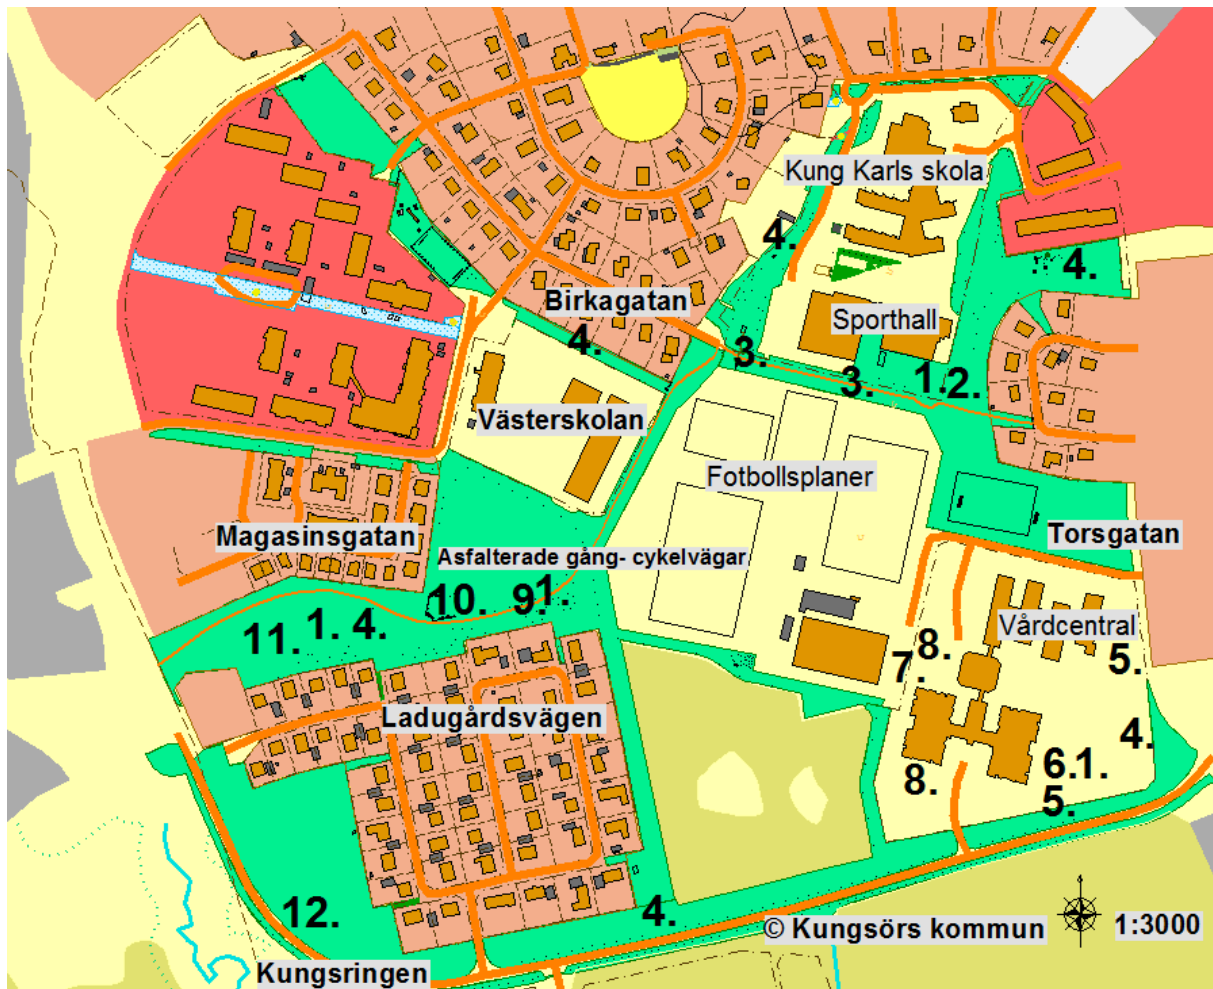 Kung Karls skola
4.
4.
Birkagatan
Sporthall
4.
3.
3.
1.
2.
Västerskolan
Fotbollsplaner
Magasinsgatan
Torsgatan
Asfalterade gång- cykelvägar
10.
9.
1.
11.
1.
4.
Vårdcentral
8.
7.
5.
Ladugårdsvägen
4.
6.
1.
8.
5.
12.
4.
© Kungsörs kommun
1:3000
Kungsringen